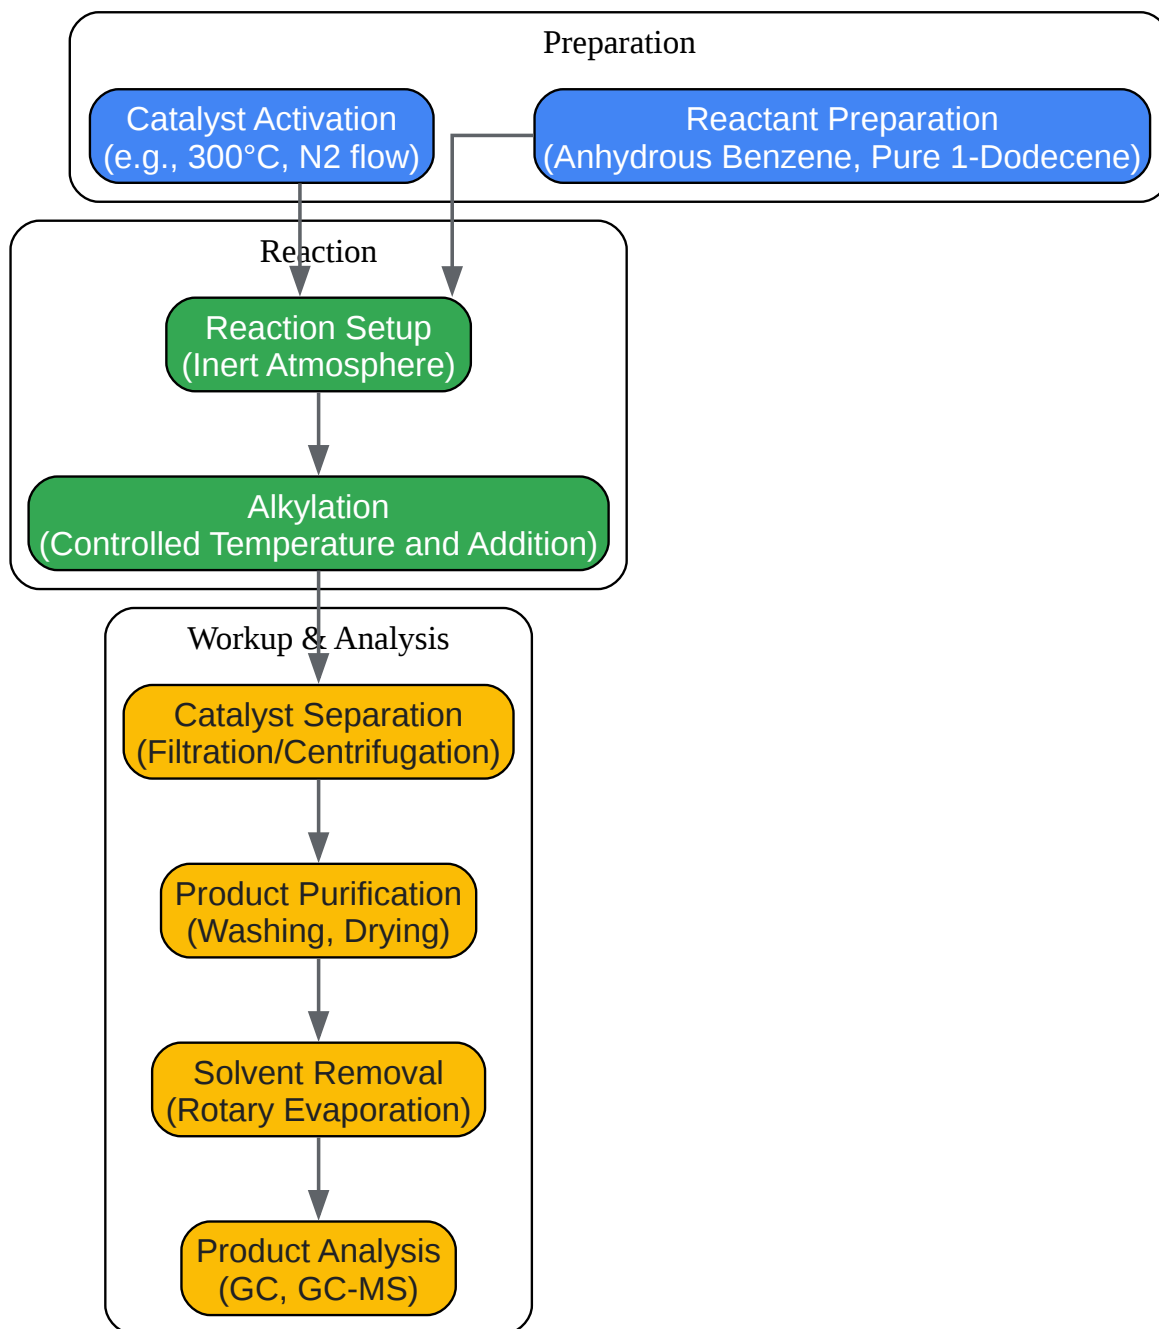 Preparation
Catalyst Activation
(e.g., 300°C, N2 flow)
Reactant Preparation
(Anhydrous Benzene, Pure 1-Dodecene)
Reaction
Reaction Setup
(Inert Atmosphere)
Alkylation
(Controlled Temperature and Addition)
Workup & Analysis
Catalyst Separation
(Filtration/Centrifugation)
Product Purification
(Washing, Drying)
Solvent Removal
(Rotary Evaporation)
Product Analysis
(GC, GC-MS)